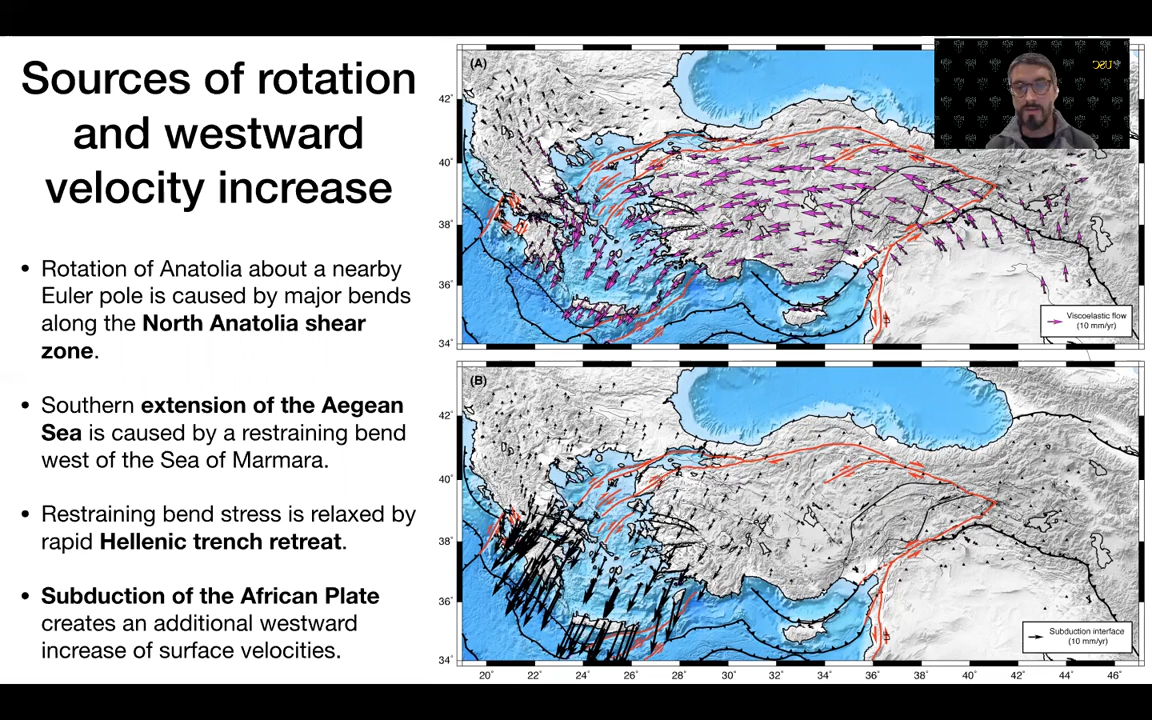 Sources of rotation
and westward
velocity increase
• Rotation of Anatolia about a nearby
Euler pole is caused by major bends
along the North Anatolia shear
zone.
• Southern extension of the Aegean
Sea is caused by a restraining bend
west of the Sea of Marmara.
• Restraining bend stress is relaxed by
rapid Hellenic trench retreat.
• Subduction of the African Plate
creates an additional westward
increase of surface velocities.
(A)
42°
40°
38°
36°
34°
Viscoelastic flow
(10 mm/yr)
USC
(B)
42°
40°
38°
36°
34°
Subduction interface
(10 mm/yr)
20° 22° 24° 26° 28° 30° 32° 34° 36° 38° 40° 42° 44° 46°